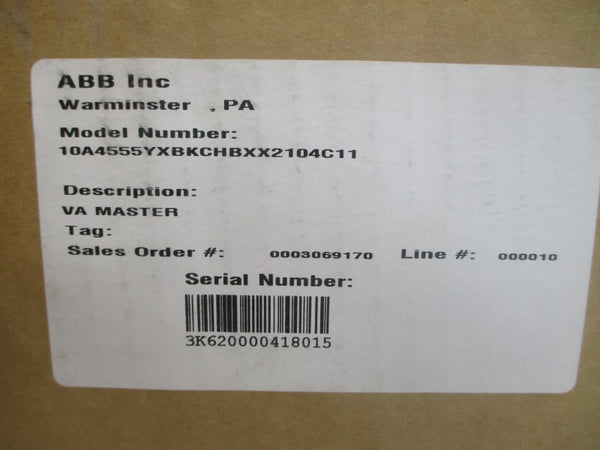 ABB Inc
Warminster , PA
Model Number:
10A4555YXBKCHBXX2104C11
Description:
VA MASTER
Tag:
Sales Order #: 0003069170 Line #: 000010
Serial Number:
3K620000418015